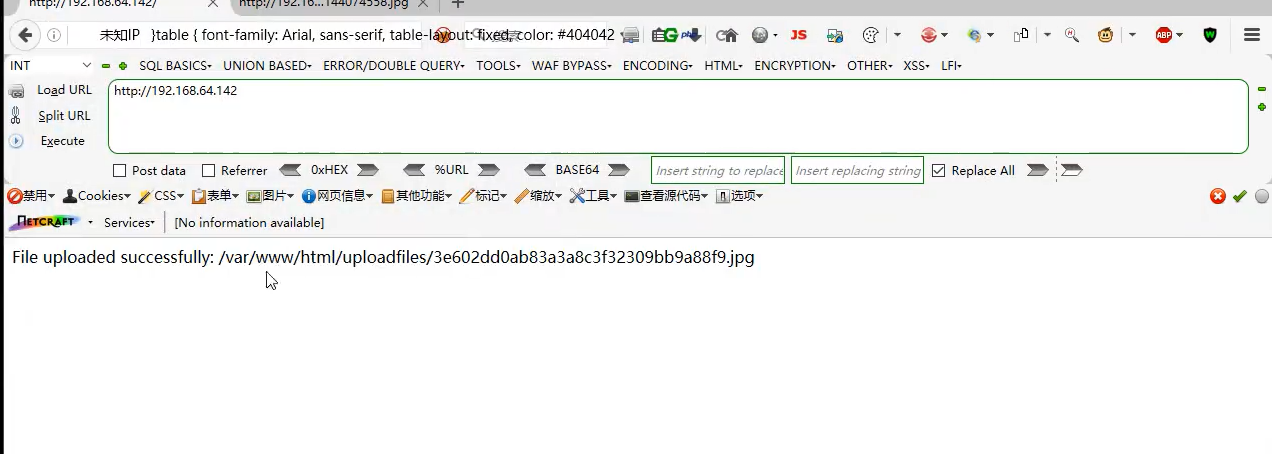 http://192.168.64.142/ http://192.16...144074558.jpg
未知IP }table { font-family: Arial, sans-serif, table-layout: fixed, color: #404042 JS ABP
INT SQL BASICS UNION BASED ERROR/DOUBLE QUERY TOOLS WAF BYPASS ENCODING HTML ENCRYPTION OTHER XSS LFI
Load URL http://192.168.64.142
Split URL
Execute
Post data Referrer 0xHEX %URL BASE64 Insert string to replace Insert replacing string Replace All
禁用 Cookies CSS 表单 图片 网页信息 其他功能 标记 缩放 工具 查看源代码 选项
NETCRAFT Services [No information available]
File uploaded successfully: /var/www/html/uploadfiles/3e602dd0ab83a3a8c3f32309bb9a88f9.jpg